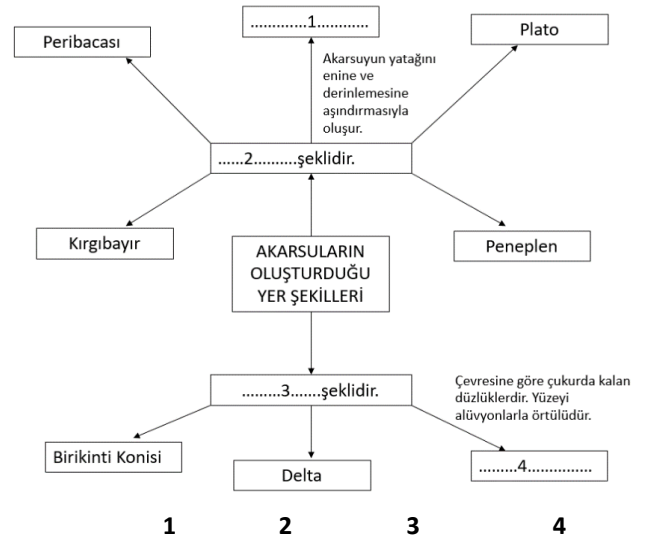 ............1............
Peribacası
Plato
Akarsuyun yatağını
enine ve
derinlemesine
aşındırmasıyla
oluşur.
......2..........şeklidir.
Kırgıbayır
AKARSULARIN
OLUŞTURDUĞU
YER ŞEKİLLERİ
Peneplen
.........3.......şeklidir.
Çevresine göre çukurda kalan
düzlüklerdir. Yüzeyi
alüvyonlarla örtülüdür.
Birikinti Konisi
Delta
.........4...............
1 2 3 4